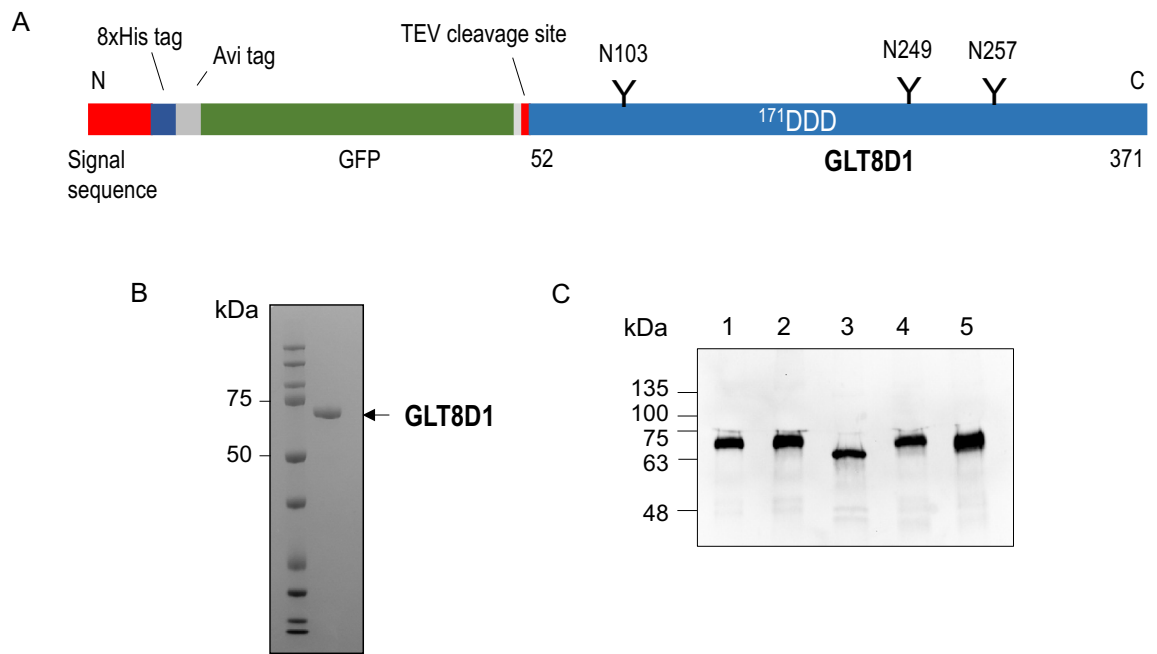 A
8xHis tag
Avi tag
TEV cleavage site
N103
N249
N257
N
C
Y
Y
Y
171DDD
Signal
sequence
GFP
52
GLT8D1
371
B
kDa
75
50
GLT8D1
C
kDa
1 2 3 4 5
135
100
75
63
48